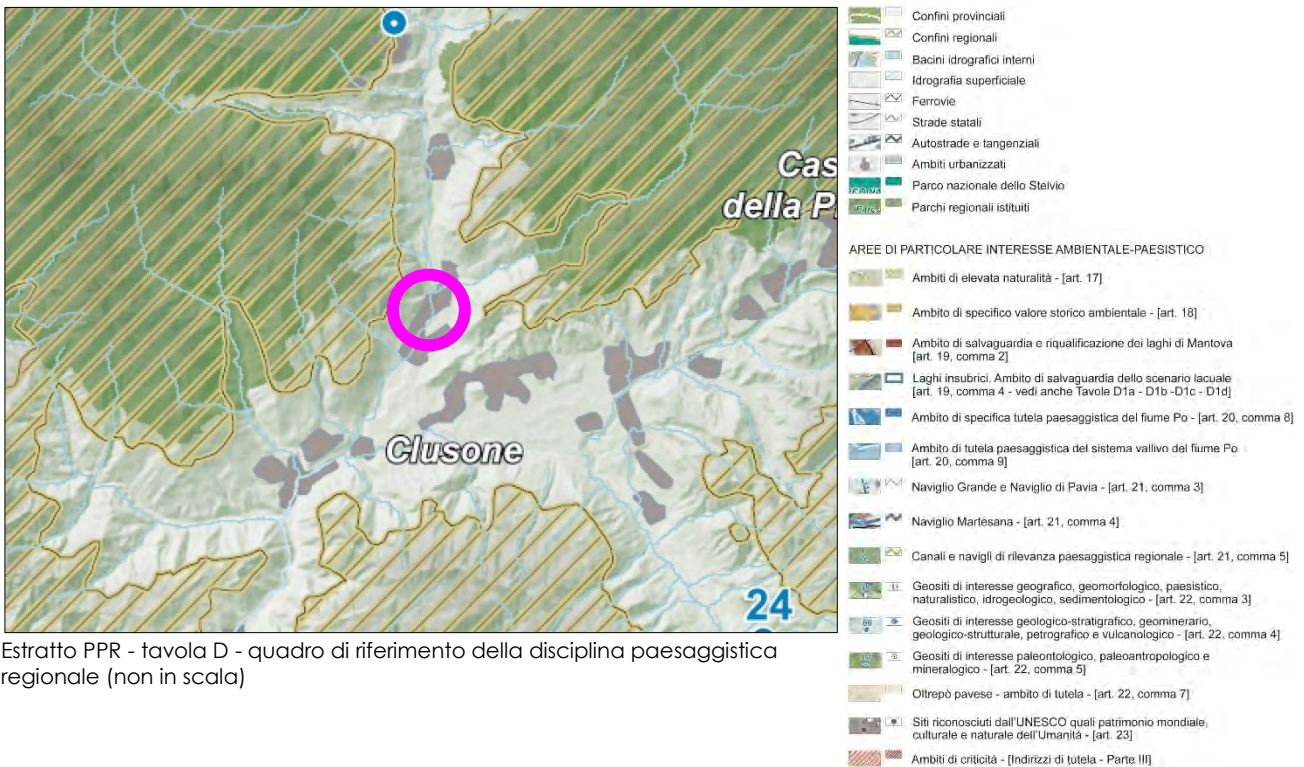 Cas
della P
Clusone
24
Estratto PPR - tavola D - quadro di riferimento della disciplina paesaggistica
regionale (non in scala)
Confini provinciali
Confini regionali
Bacini idrografici interni
Idrografia superficiale
Ferrovie
Strade statali
Autostrade e tangenziali
Ambiti urbanizzati
Parco nazionale dello Stelvio
Parchi regionali istituiti
AREE DI PARTICOLARE INTERESSE AMBIENTALE-PAESISTICO
Ambiti di elevata naturalità - [art. 17]
Ambito di specifico valore storico ambientale - [art. 18]
Ambito di salvaguardia e riqualificazione dei laghi di Mantova
[art. 19, comma 2]
Laghi insubrici. Ambito di salvaguardia dello scenario lacuale
[art. 19, comma 4 - vedi anche Tavole D1a - D1b -D1c - D1d]
Ambito di specifica tutela paesaggistica del fiume Po - [art. 20, comma 8]
Ambito di tutela paesaggistica del sistema vallivo del fiume Po
[art. 20, comma 9]
Naviglio Grande e Naviglio di Pavia - [art. 21, comma 3]
Naviglio Martesana - [art. 21, comma 4]
Canali e navigli di rilevanza paesaggistica regionale - [art. 21, comma 5]
Geositi di interesse geografico, geomorfologico, paesistico,
naturalistico, idrogeologico, sedimentologico - [art. 22, comma 3]
Geositi di interesse geologico-stratigrafico, geominerario,
geologico-strutturale, petrografico e vulcanologico - [art. 22, comma 4]
Geositi di interesse paleontologico, paleoantropologico e
mineralogico - [art. 22, comma 5]
Oltrepò pavese - ambito di tutela - [art. 22, comma 7]
Siti riconosciuti dall'UNESCO quali patrimonio mondiale,
culturale e naturale dell'Umanità - [art. 23]
Ambiti di criticità - [Indirizzi di tutela - Parte III]